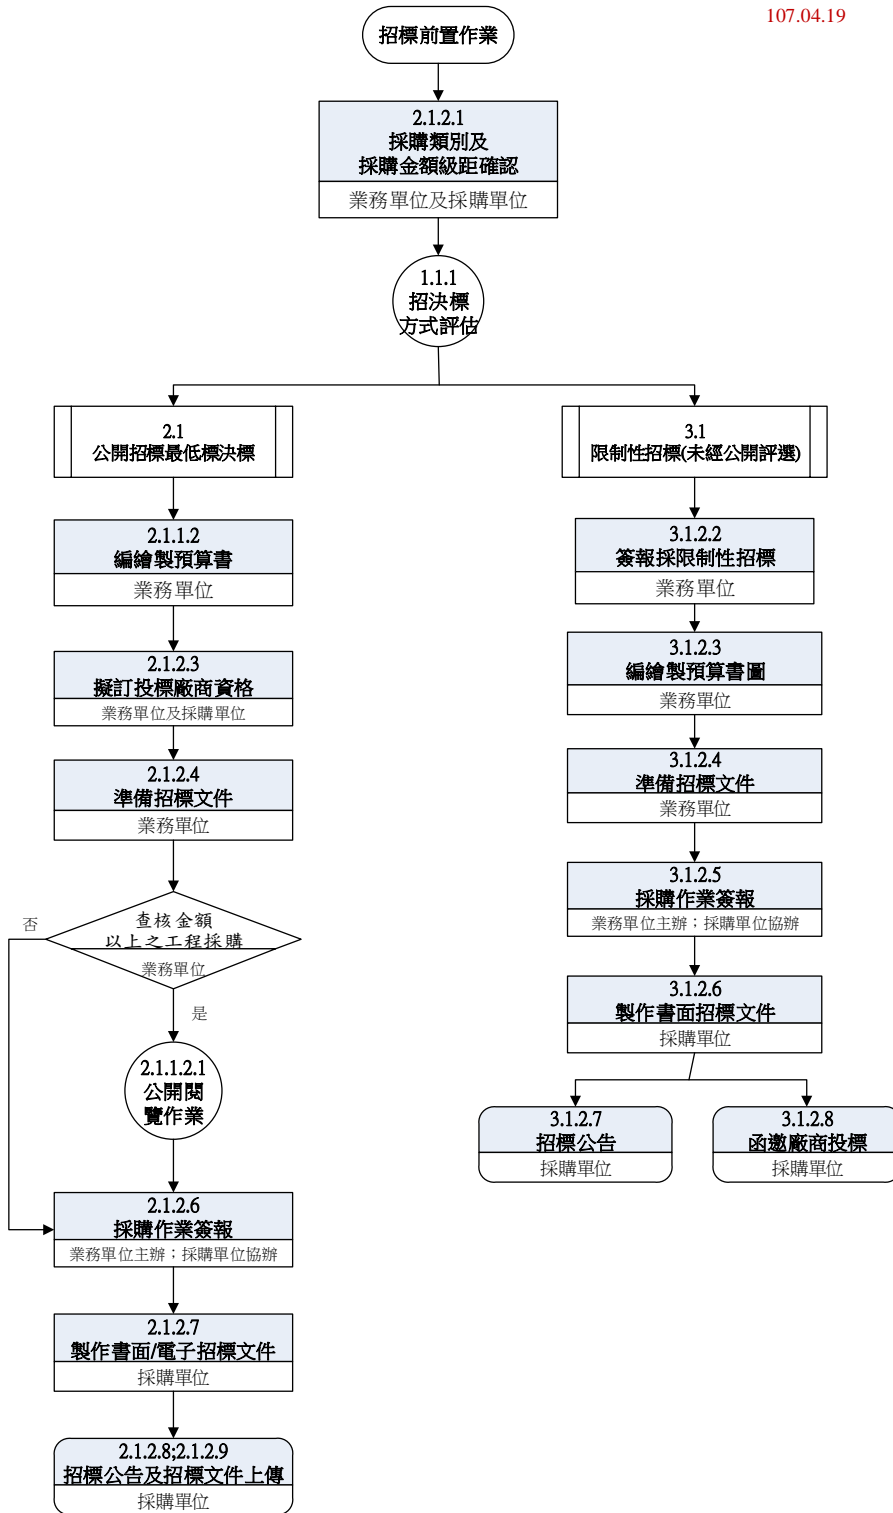 107.04.19
招標前置作業
2.1.2.1
採購類別及
採購金額級距確認
業務單位及採購單位
1.1.1
招決標
方式評估
2.1
公開招標最低標決標
2.1.1.2
編繪製預算書
業務單位
2.1.2.3
擬訂投標廠商資格
業務單位及採購單位
2.1.2.4
準備招標文件
業務單位
查核金額
以上之工程採購
業務單位
否
是
2.1.1.2.1
公開閱
覽作業
2.1.2.6
採購作業簽報
業務單位主辦；採購單位協辦
2.1.2.7
製作書面/電子招標文件
採購單位
2.1.2.8;2.1.2.9
招標公告及招標文件上傳
採購單位
3.1
限制性招標(未經公開評選)
3.1.2.2
簽報採限制性招標
業務單位
3.1.2.3
編繪製預算書圖
業務單位
3.1.2.4
準備招標文件
業務單位
3.1.2.5
採購作業簽報
業務單位主辦；採購單位協辦
3.1.2.6
製作書面招標文件
採購單位
3.1.2.7
招標公告
採購單位
3.1.2.8
函邀廠商投標
採購單位